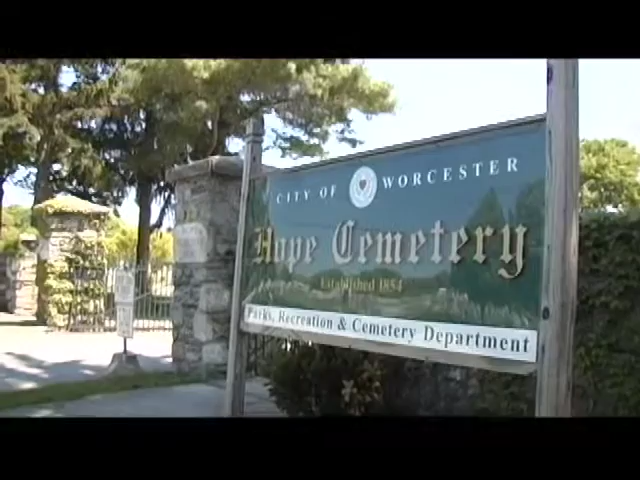 CITY OF WORCESTER
Hope Cemetery
Established 1854
Parks, Recreation & Cemetery Department